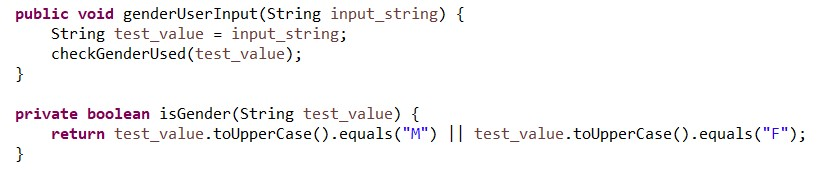 public void genderUserInput(String input_string) {
    String test_value = input_string;
    checkGenderUsed(test_value);
}

private boolean isGender(String test_value) {
    return test_value.toUpperCase().equals("M") || test_value.toUpperCase().equals("F");
}